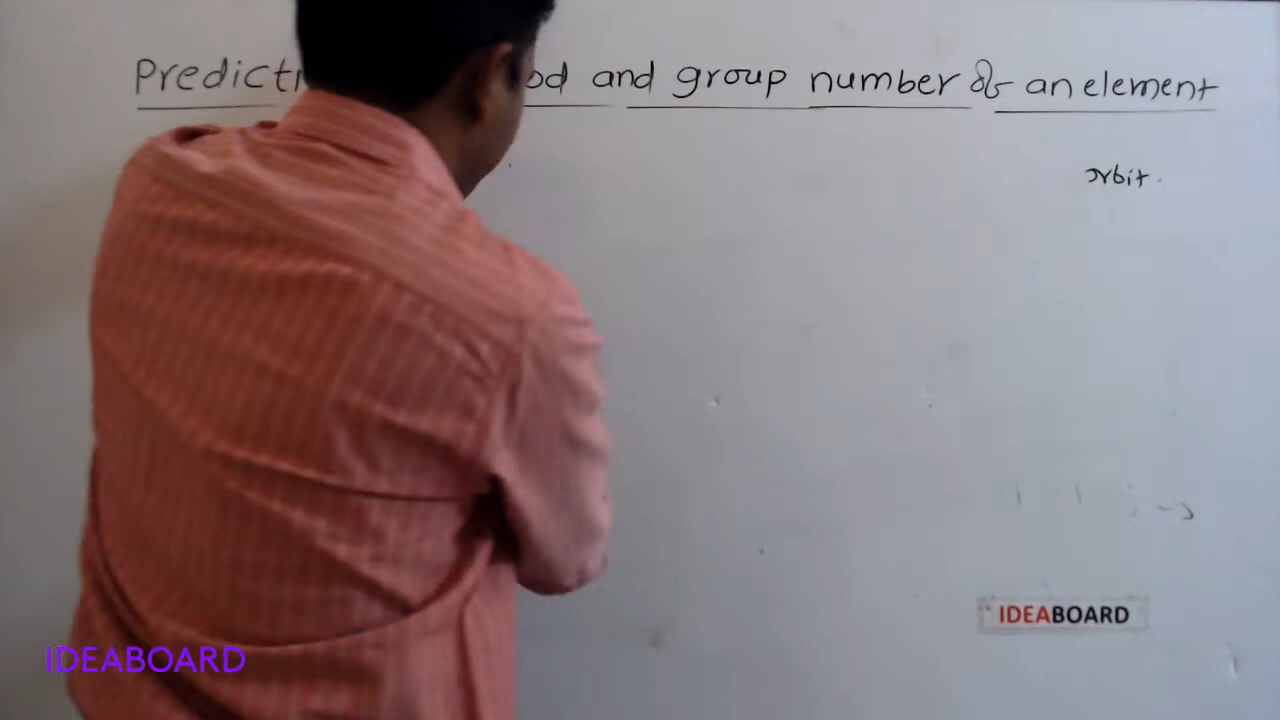 Predicti od and group number of an element
orbit.
IDEABOARD
IDEABOARD